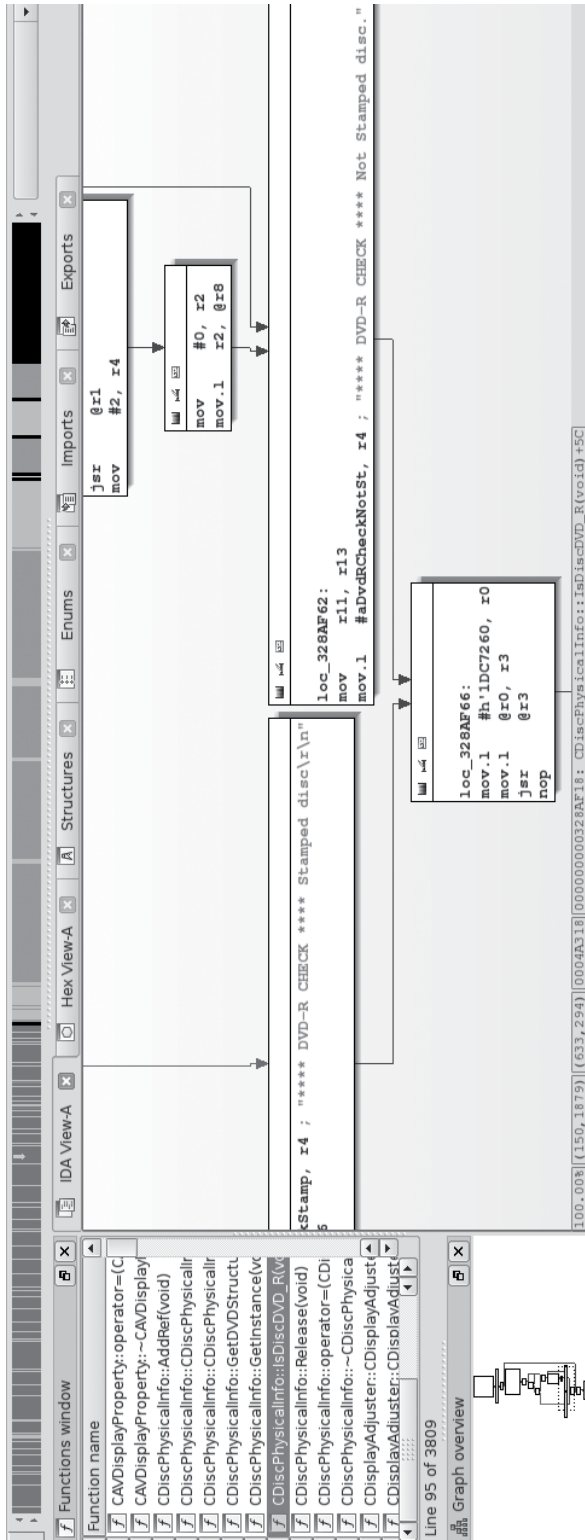 Functions window
Function name
CAVDisplayProperty::operator=(C
CAVDisplayProperty::~CAVDisplayI
CDiscPhysicalInfo::AddRef(void)
CDiscPhysicalInfo::CDiscPhysicalIr
CDiscPhysicalInfo::CDiscPhysicalIr
CDiscPhysicalInfo::GetDVDStructu
CDiscPhysicalInfo::GetInstance(vo
CDiscPhysicalInfo::IsDiscDVD_R(vo
CDiscPhysicalInfo::Release(void)
CDiscPhysicalInfo::operator=(CDi
CDiscPhysicalInfo::~CDiscPhysica
CDisplayAdjuster::CDisplayAdjuste
CDisplayAdjuster::CDisplayAdjuste
Line 95 of 3809
Graph overview
IDA View-A
Hex View-A
Structures
Enums
Imports
Exports
jsr @r1
mov #2, r4
mov #0, r2
mov.l r2, @r8
kStamp, r4 ; "**** DVD-R CHECK **** Stamped disc\r\n"
6
loc_328AF62:
mov r11, r13
mov.l #aDvdRCheckNotSt, r4 ; "**** DVD-R CHECK **** Not Stamped disc."
loc_328AF66:
mov.l #h'1DC7260, r0
mov.l @r0, r3
jsr @r3
nop
100.00% (150,1879) (633,294) 0004A318 000000000328AF18: CDiscPhysicalInfo::IsDiscDVD_R(void)+5C